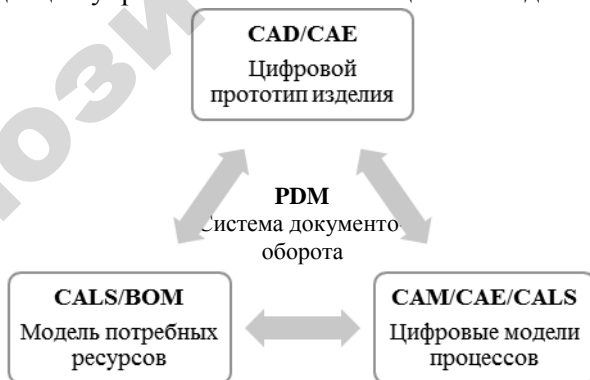 CAD/CAE
Цифровой
прототип изделия
PDM
Система документо-
оборота
CALS/BOM
Модель потребных
ресурсов
CAM/CAE/CALS
Цифровые модели
процессов